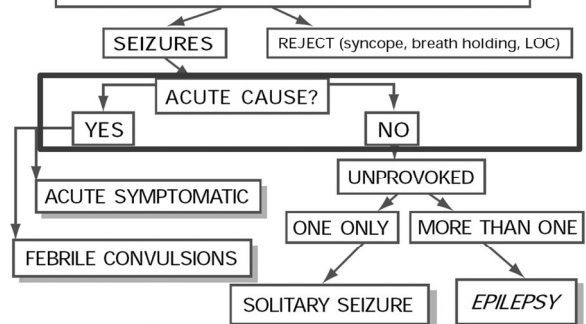 SEIZURES
REJECT (syncope, breath holding, LOC)
ACUTE CAUSE?
YES
NO
UNPROVOKED
ACUTE SYMPTOMATIC
ONE ONLY
MORE THAN ONE
FEBRILE CONVULSIONS
SOLITARY SEIZURE
EPILEPSY